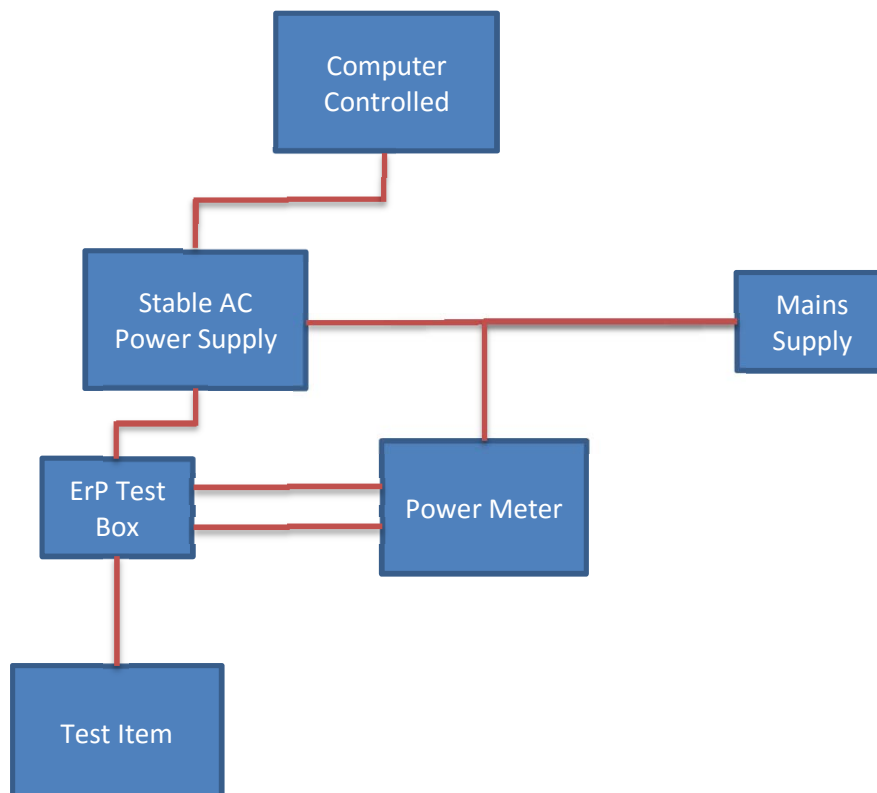 Computer
Controlled
Stable AC
Power Supply
Mains
Supply
ErP Test
Box
Power Meter
Test Item